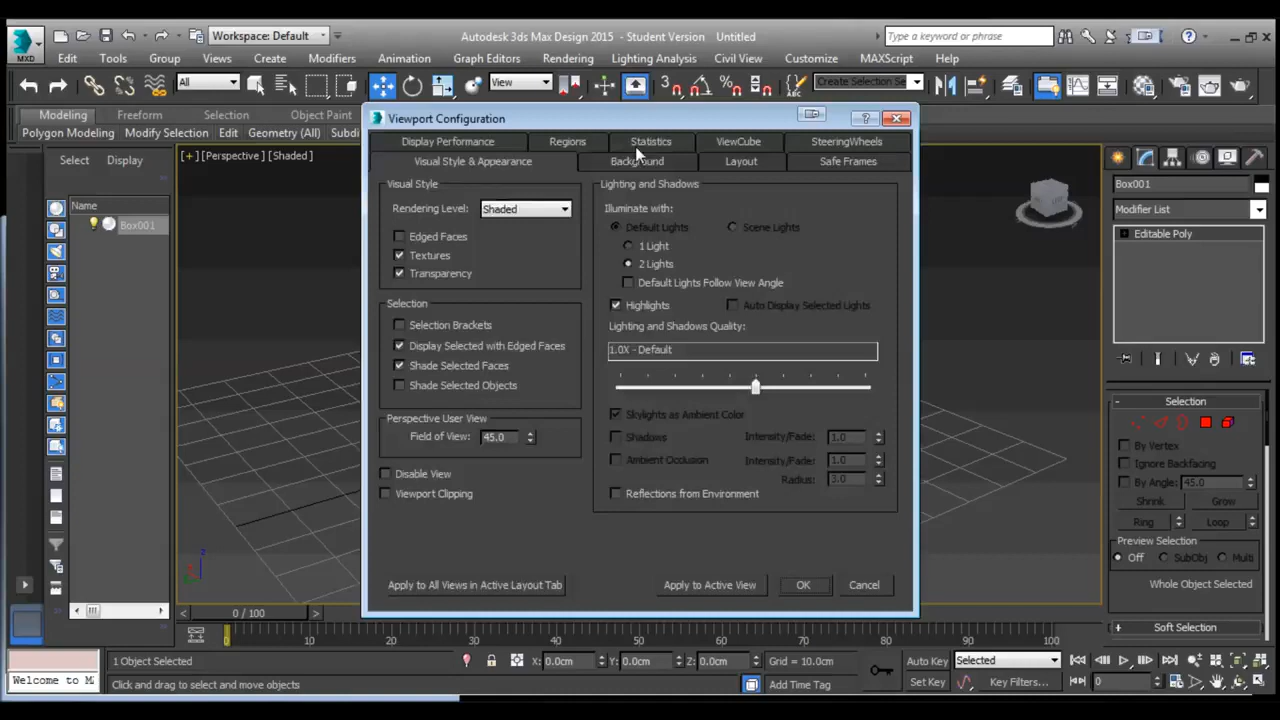 Workspace: Default
Autodesk 3ds Max Design 2015 - Student Version Untitled
Type a keyword or phrase
MXD
Edit Tools Group Views Create Modifiers Animation Graph Editors Rendering Lighting Analysis Civil View Customize MAXScript Help
All
View
Create Selection Se
Modeling Freeform Selection Object Paint
Polygon Modeling Modify Selection Edit Geometry (All) Subdi
Select Display
Name
Box001
[+] [Perspective] [Shaded]
Viewport Configuration
Display Performance Regions Statistics ViewCube SteeringWheels
Visual Style & Appearance Background Layout Safe Frames
Visual Style
Rendering Level: Shaded
Edged Faces
Textures
Transparency
Selection
Selection Brackets
Display Selected with Edged Faces
Shade Selected Faces
Shade Selected Objects
Perspective User View
Field of View: 45.0
Disable View
Viewport Clipping
Lighting and Shadows
Illuminate with:
Default Lights Scene Lights
1 Light
2 Lights
Default Lights Follow View Angle
Highlights Auto Display Selected Lights
Lighting and Shadows Quality:
1.0X - Default
Skylights as Ambient Color
Shadows Intensity/Fade: 1.0
Ambient Occlusion Intensity/Fade: 1.0
Radius: 3.0
Reflections from Environment
Apply to All Views in Active Layout Tab Apply to Active View OK Cancel
Box001
Modifier List
Editable Poly
Selection
By Vertex
Ignore Backfacing
By Angle: 45.0
Shrink Grow
Ring Loop
Preview Selection
Off SubObj Multi
Whole Object Selected
Soft Selection
z
0 / 100
0 10 20 30 40 50 60 70 80 90 100
Welcome to M
1 Object Selected
X: 0.0cm Y: 0.0cm Z: 0.0cm Grid = 10.0cm
Auto Key Selected
Click and drag to select and move objects
Add Time Tag
Set Key Key Filters... 0